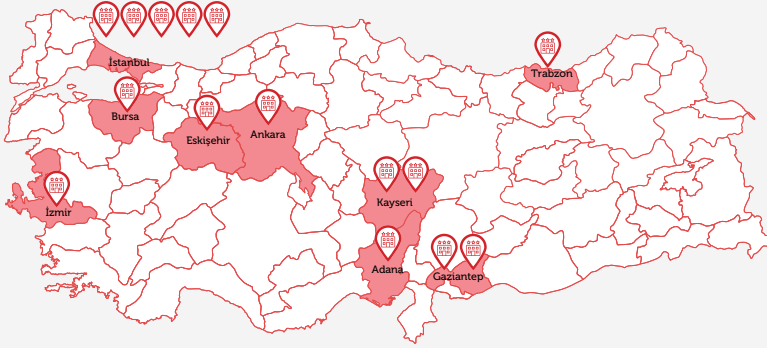 İstanbul
Trabzon
Bursa
Eskişehir
Ankara
Kayseri
İzmir
Adana
Gaziantep